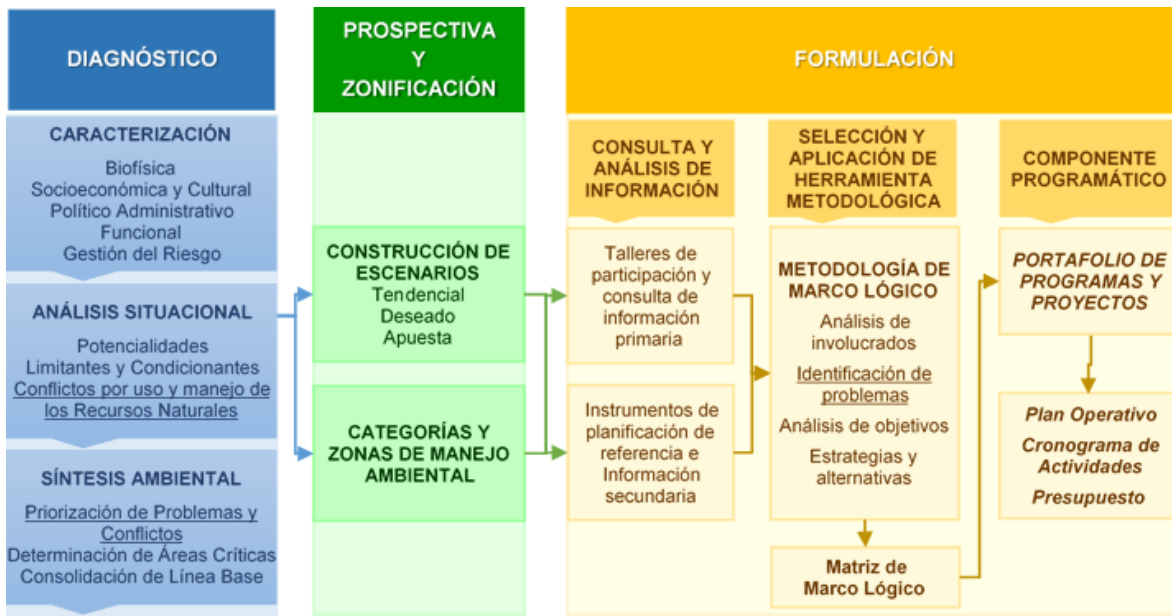 DIAGNÓSTICO
CARACTERIZACIÓN
Biofísica
Socioeconómica y Cultural
Político Administrativo
Funcional
Gestión del Riesgo
ANÁLISIS SITUACIONAL
Potencialidades
Limitantes y Condicionantes
Conflictos por uso y manejo de
los Recursos Naturales
SÍNTESIS AMBIENTAL
Priorización de Problemas y
Conflictos
Determinación de Áreas Críticas
Consolidación de Línea Base
PROSPECTIVA
Y
ZONIFICACIÓN
CONSTRUCCIÓN DE
ESCENARIOS
Tendencial
Deseado
Apuesta
CATEGORÍAS Y
ZONAS DE MANEJO
AMBIENTAL
FORMULACIÓN
CONSULTA Y
ANÁLISIS DE
INFORMACIÓN
Talleres de
participación y
consulta de
información
primaria
Instrumentos de
planificación de
referencia e
Información
secundaria
SELECCIÓN Y
APLICACIÓN DE
HERRAMIENTA
METODOLÓGICA
METODOLOGÍA DE
MARCO LÓGICO
Análisis de
involucrados
Identificación de
problemas
Análisis de objetivos
Estrategias y
alternativas
Matriz de
Marco Lógico
COMPONENTE
PROGRAMÁTICO
PORTAFOLIO DE
PROGRAMAS Y
PROYECTOS
Plan Operativo
Cronograma de
Actividades
Presupuesto